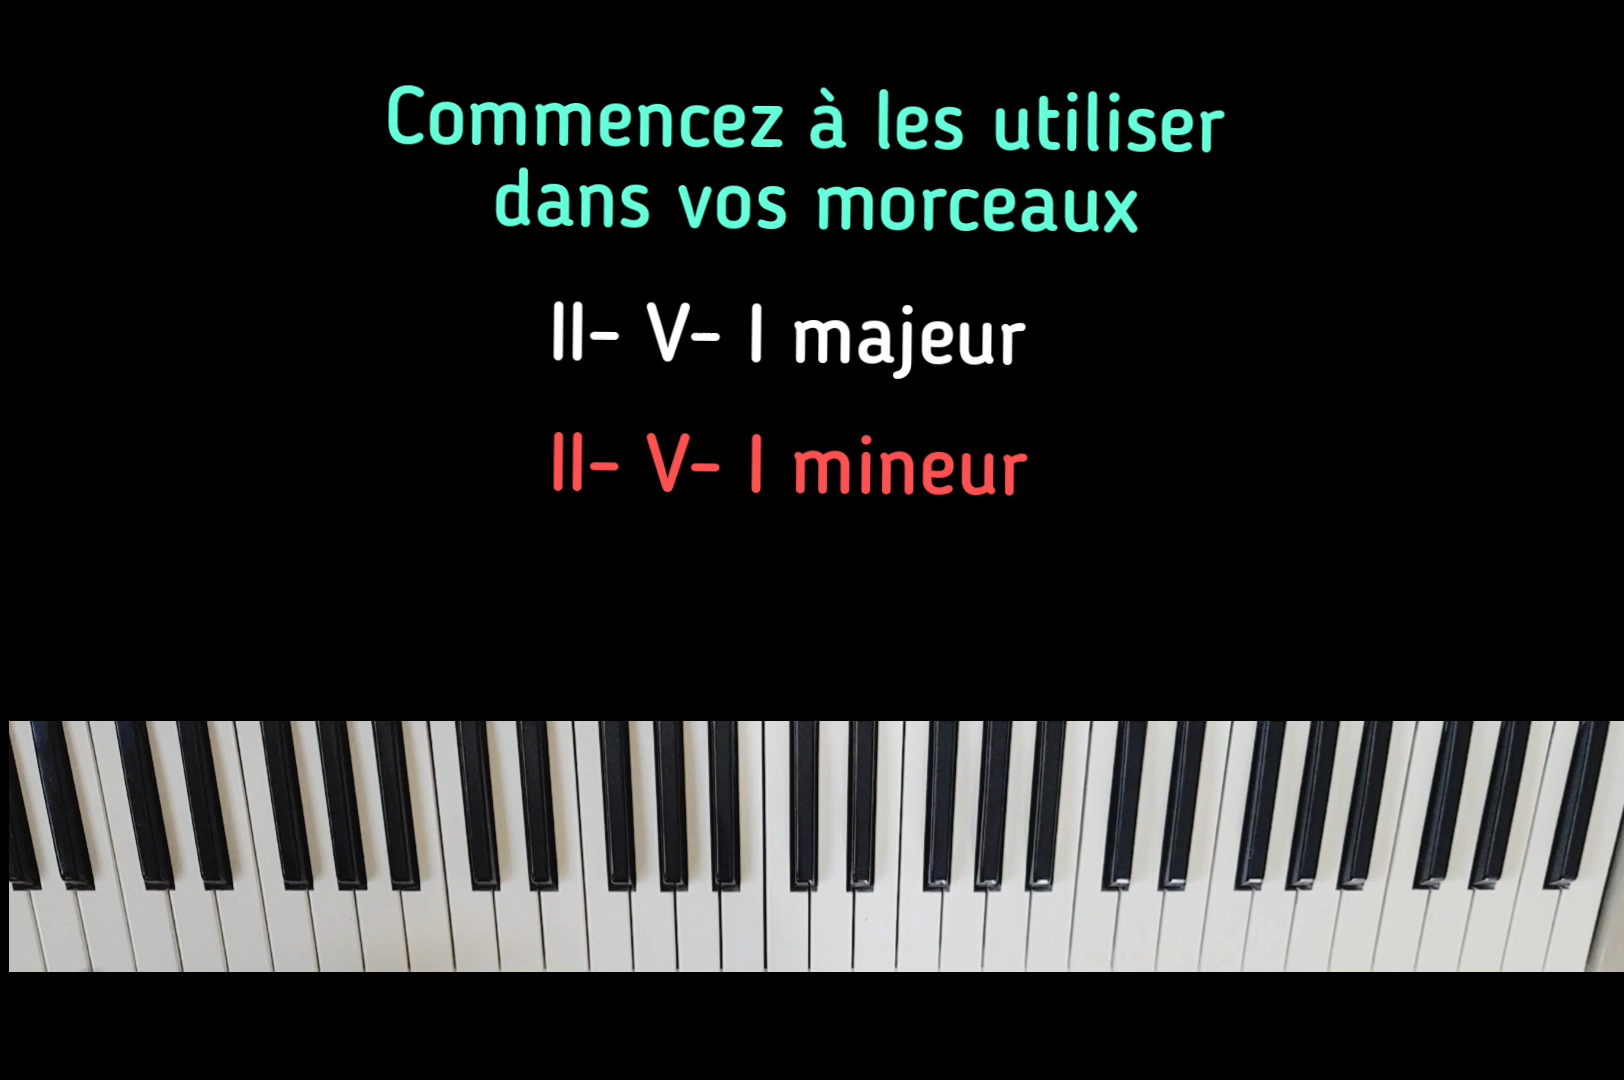 Commencez à les utiliser
dans vos morceaux
II- V- I majeur
II- V- I mineur